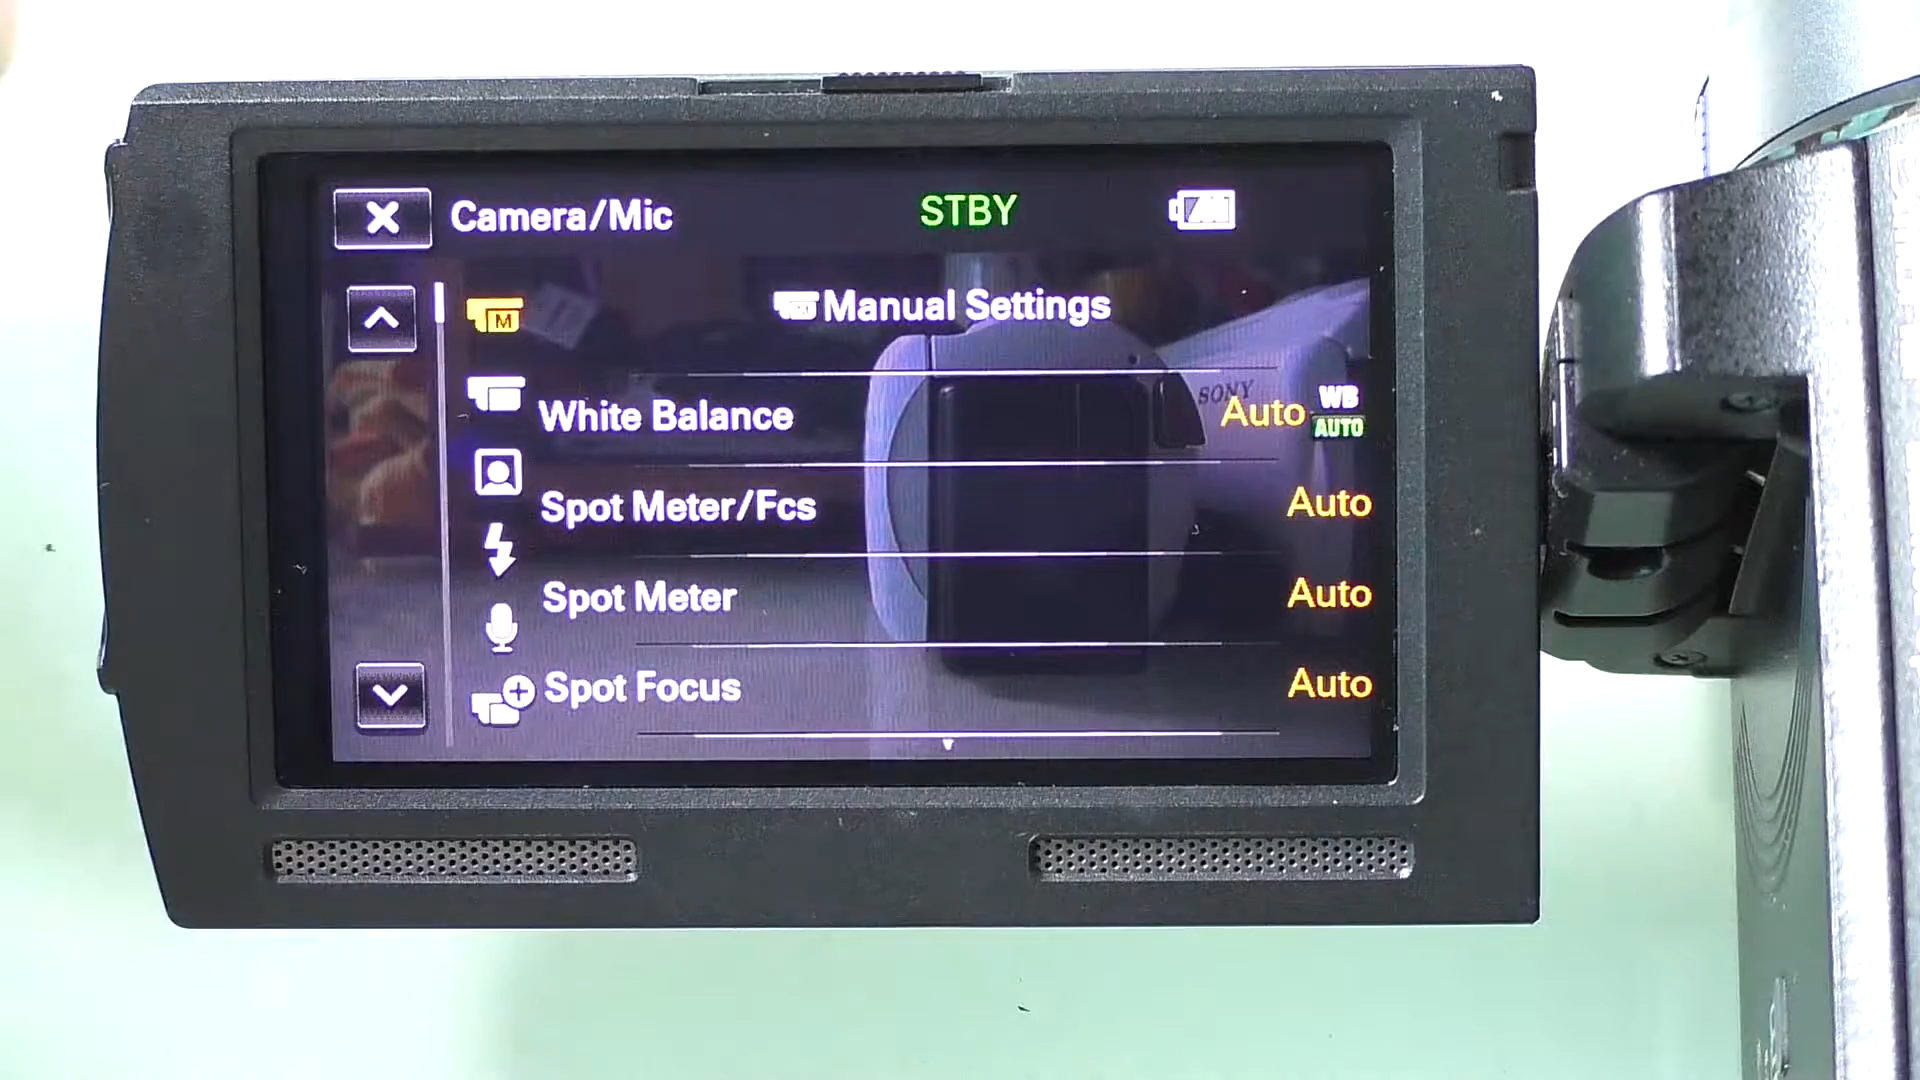 Camera/Mic
STBY
M
Manual Settings
White Balance
Auto
WB
AUTO
SONY
Spot Meter/Fcs
Auto
Spot Meter
Auto
Spot Focus
Auto